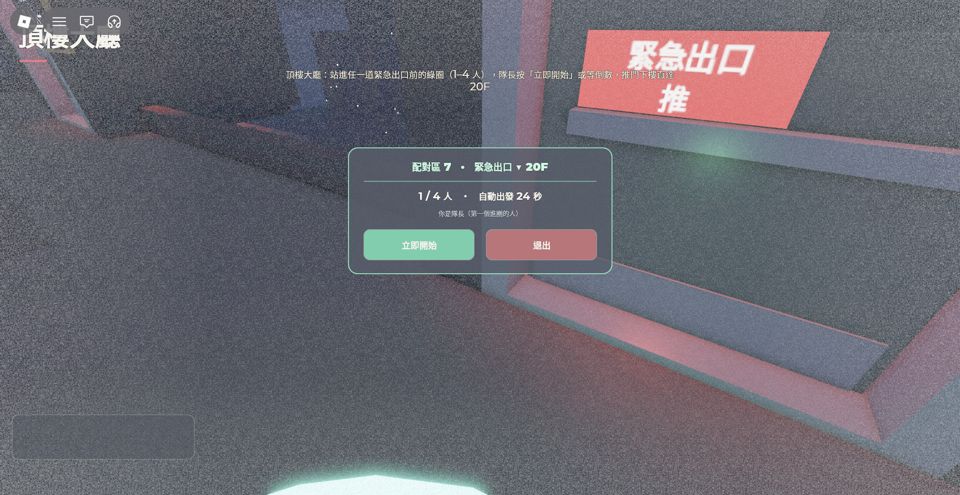 頂樓大廳
頂樓大廳：站進任一道緊急出口前的綠圈（1–4 人），隊長按「立即開始」或等倒數，推門下樓直達
20F
緊急出口
推
配對區 7 • 緊急出口 ▼ 20F
1 / 4 人 • 自動出發 24 秒
你是隊長（第一個進圈的人）
立即開始
退出